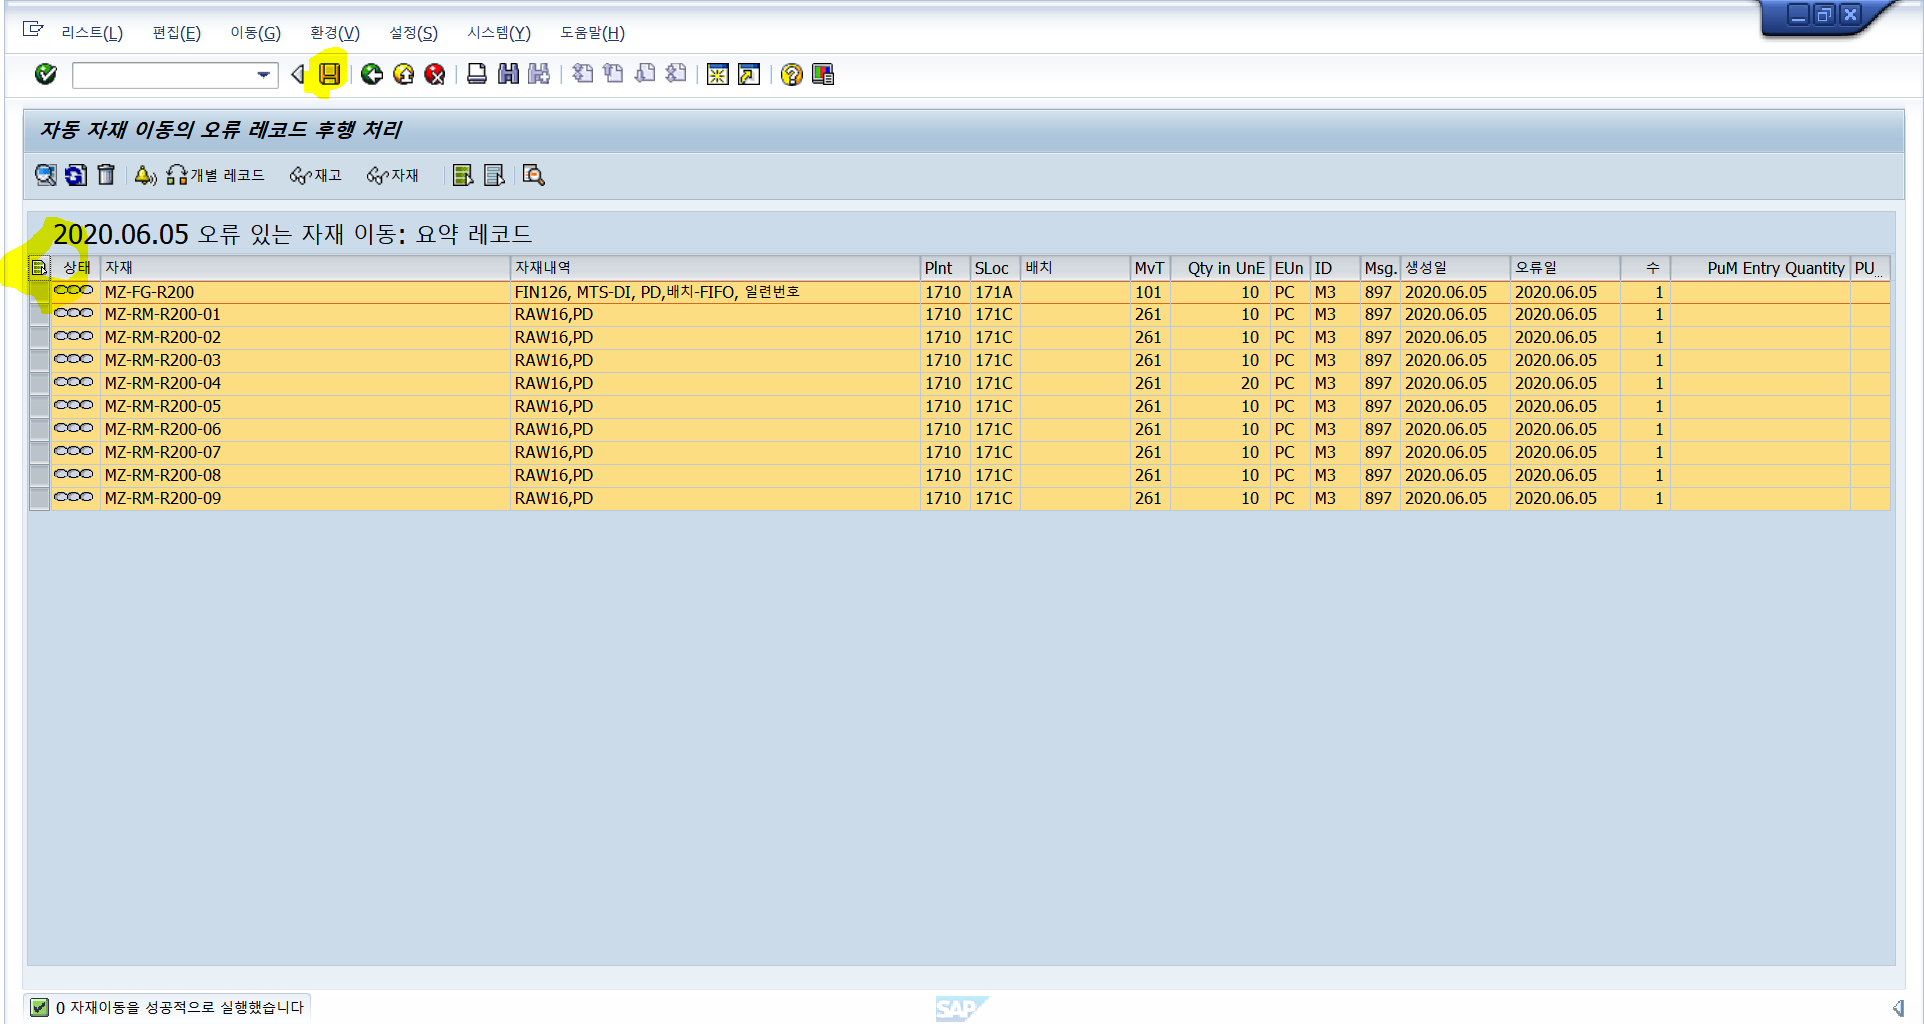 리스트(L) 편집(E) 이동(G) 환경(V) 설정(S) 시스템(Y) 도움말(H)
자동 자재 이동의 오류 레코드 후행 처리
개별 레코드 재고 자재
2020.06.05 오류 있는 자재 이동: 요약 레코드
상태 자재 자재내역 Plnt SLoc 배치 MvT Qty in UnE EUn ID Msg. 생성일 오류일 수 PuM Entry Quantity PU...
MZ-FG-R200 FIN126, MTS-DI, PD,배치-FIFO, 일련번호 1710 171A 101 10 PC M3 897 2020.06.05 2020.06.05 1
MZ-RM-R200-01 RAW16,PD 1710 171C 261 10 PC M3 897 2020.06.05 2020.06.05 1
MZ-RM-R200-02 RAW16,PD 1710 171C 261 10 PC M3 897 2020.06.05 2020.06.05 1
MZ-RM-R200-03 RAW16,PD 1710 171C 261 10 PC M3 897 2020.06.05 2020.06.05 1
MZ-RM-R200-04 RAW16,PD 1710 171C 261 20 PC M3 897 2020.06.05 2020.06.05 1
MZ-RM-R200-05 RAW16,PD 1710 171C 261 10 PC M3 897 2020.06.05 2020.06.05 1
MZ-RM-R200-06 RAW16,PD 1710 171C 261 10 PC M3 897 2020.06.05 2020.06.05 1
MZ-RM-R200-07 RAW16,PD 1710 171C 261 10 PC M3 897 2020.06.05 2020.06.05 1
MZ-RM-R200-08 RAW16,PD 1710 171C 261 10 PC M3 897 2020.06.05 2020.06.05 1
MZ-RM-R200-09 RAW16,PD 1710 171C 261 10 PC M3 897 2020.06.05 2020.06.05 1
0 자재이동을 성공적으로 실행했습니다
SAP